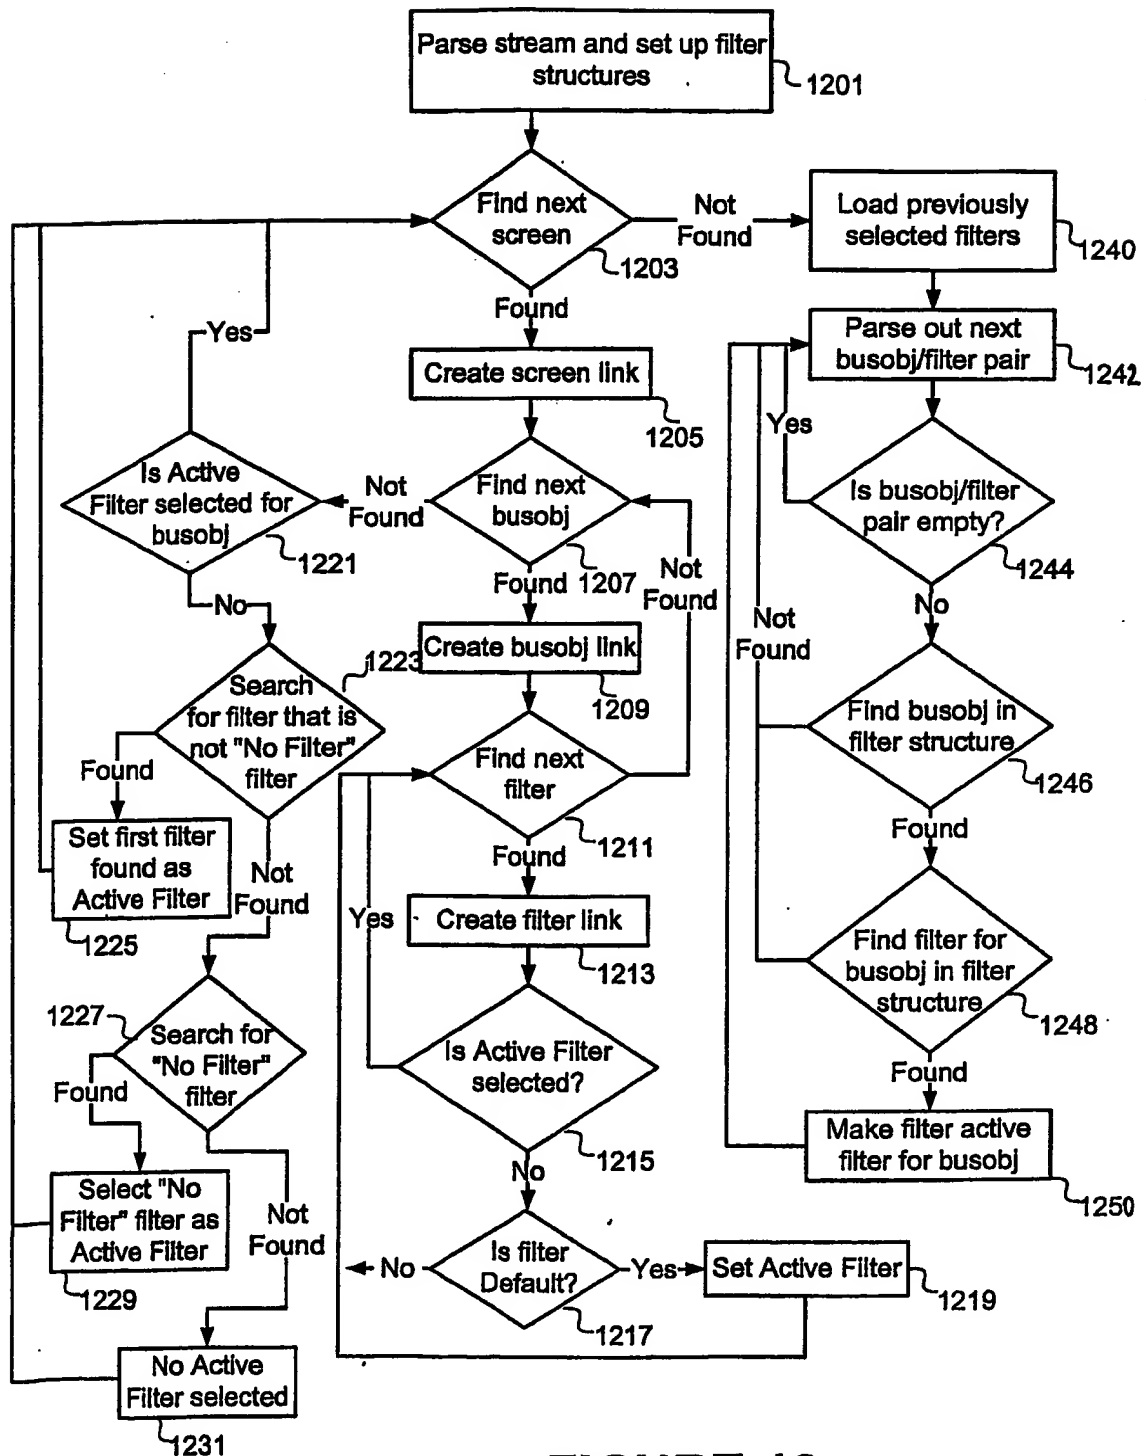 Parse stream and set up filter
structures
1201
Find next
screen
1203
Not
Found
Load previously
selected filters
1240
Found
Yes
Create screen link
1205
Parse out next
busobj/filter pair
1242
Yes
Is Active
Filter selected for
busobj
1221
Not
Found
Find next
busobj
1207
Found
Not
Found
Is busobj/filter
pair empty?
1244
No
No
Not
Found
Create busobj link
1209
1223
Search
for filter that is
not "No Filter"
filter
Found
Find next
filter
1211
Found
Find busobj in
filter structure
1246
Found
Set first filter
found as
Active Filter
1225
Not
Found
Yes
Create filter link
1213
Find filter for
busobj in filter
structure
1248
Found
1227
Search for
"No Filter"
filter
Found
Is Active Filter
selected?
1215
No
Make filter active
filter for busobj
1250
Select "No
Filter" filter as
Active Filter
1229
Not
Found
No
Is filter
Default?
1217
Yes
Set Active Filter
1219
No Active
Filter selected
1231